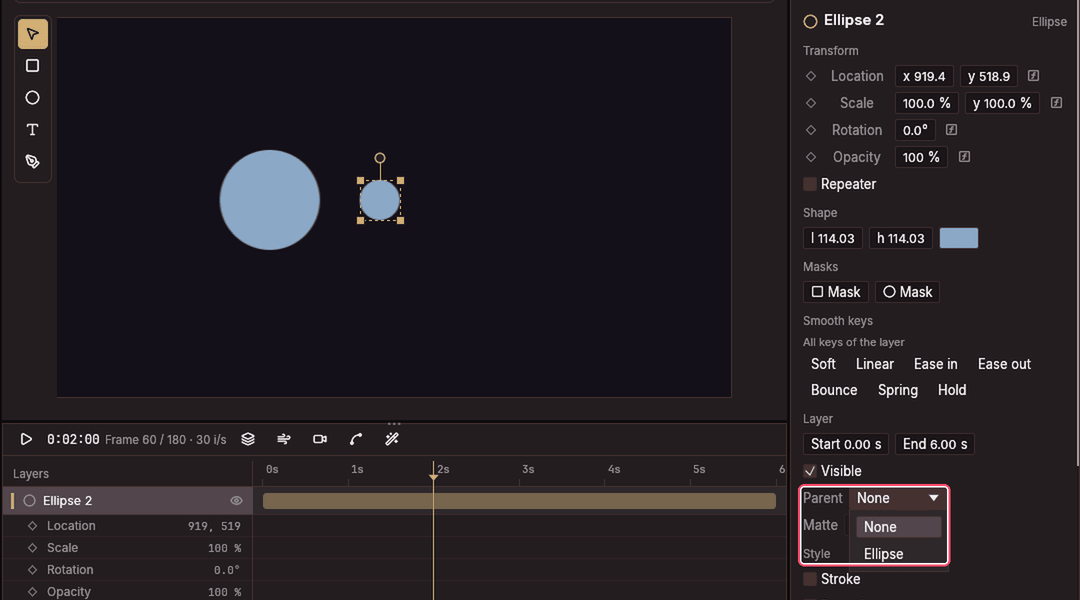 T
Ellipse 2 Ellipse
Transform
Location x 919.4 y 518.9
Scale 100.0 % y 100.0 %
Rotation 0.0°
Opacity 100 %
Repeater
Shape
l 114.03 h 114.03
Masks
Mask Mask
Smooth keys
All keys of the layer
Soft Linear Ease in Ease out
Bounce Spring Hold
Layer
Start 0.00 s End 6.00 s
Visible
Parent None
Matte None
Style Ellipse
Stroke
0:02:00 Frame 60 / 180 · 30 i/s
Layers 0s 1s 2s 3s 4s 5s 6
Ellipse 2
Location 919, 519
Scale 100 %
Rotation 0.0°
Opacity 100 %